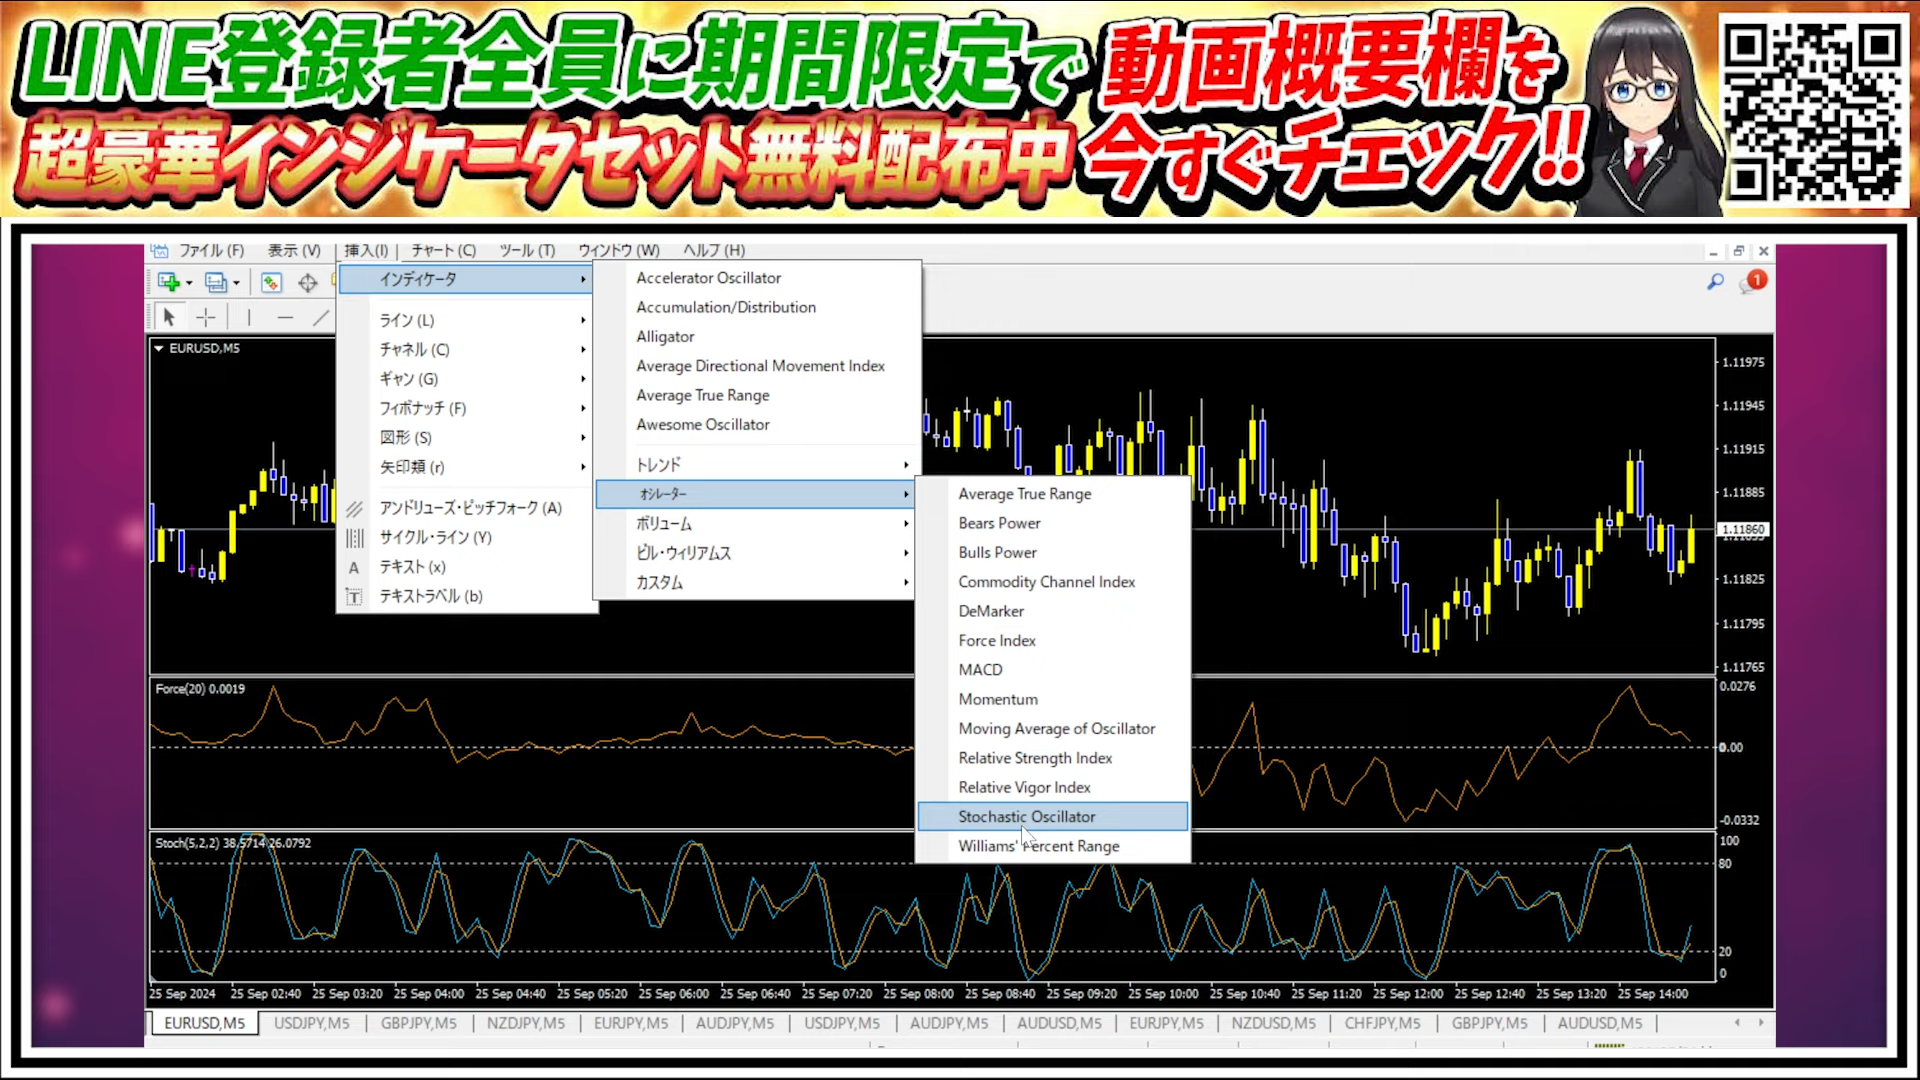 LINE登録者全員に期間限定で
超豪華インジケータセット無料配布中
動画概要欄を
今すぐチェック!!
ファイル (F) 表示 (V) 挿入(I) チャート (C) ツール (T) ウィンドウ (W) ヘルプ (H)
1
インディケータ
ライン (L)
チャネル (C)
ギャン (G)
フィボナッチ (F)
図形 (S)
矢印類 (r)
アンドリューズ・ピッチフォーク (A)
サイクル・ライン (Y)
テキスト (x)
テキストラベル (b)
Accelerator Oscillator
Accumulation/Distribution
Alligator
Average Directional Movement Index
Average True Range
Awesome Oscillator
トレンド
オシレーター
ボリューム
ビル・ウィリアムス
カスタム
Average True Range
Bears Power
Bulls Power
Commodity Channel Index
DeMarker
Force Index
MACD
Momentum
Moving Average of Oscillator
Relative Strength Index
Relative Vigor Index
Stochastic Oscillator
Williams' Percent Range
EURUSD,M5
1.11975
1.11945
1.11915
1.11885
1.11860
1.11825
1.11795
1.11765
Force(20) 0.0019
0.0276
0.00
-0.0332
Stoch(5,2,2) 38.5714 26.0792
100
80
20
0
25 Sep 2024 25 Sep 02:40 25 Sep 03:20 25 Sep 04:00 25 Sep 04:40 25 Sep 05:20 25 Sep 06:00 25 Sep 06:40 25 Sep 07:20 25 Sep 08:00 25 Sep 08:40 25 Sep 09:20 25 Sep 10:00 25 Sep 10:40 25 Sep 11:20 25 Sep 12:00 25 Sep 12:40 25 Sep 13:20 25 Sep 14:00
EURUSD,M5 USDJPY,M5 GBPJPY,M5 NZDJPY,M5 EURJPY,M5 AUDJPY,M5 USDJPY,M5 AUDJPY,M5 AUDUSD,M5 EURJPY,M5 NZDUSD,M5 CHFJPY,M5 GBPJPY,M5 AUDUSD,M5